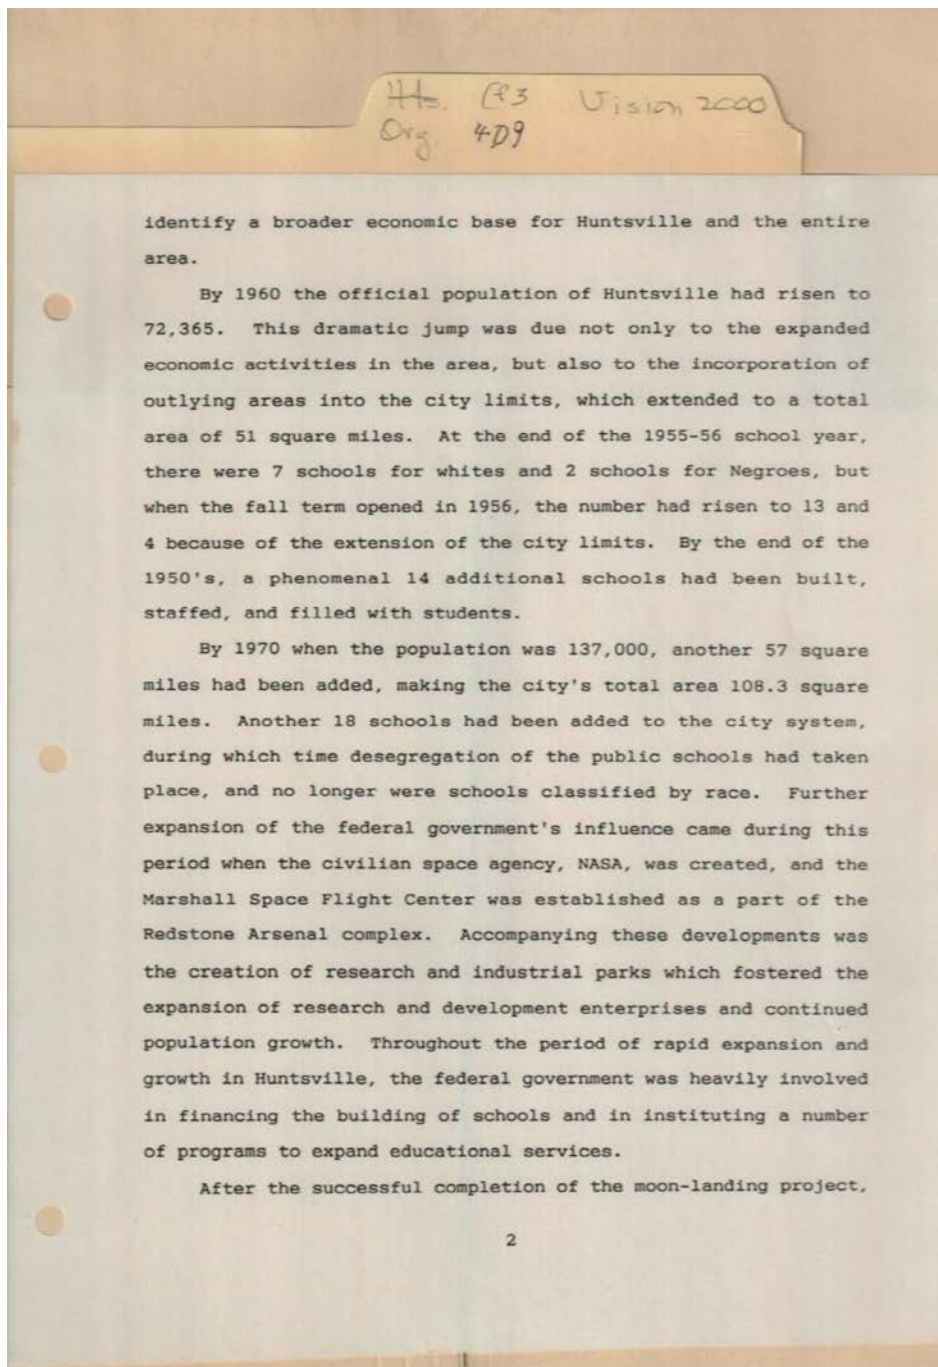 Hts. Cf3 Vision 2000
Org. 4D9
identify a broader economic base for Huntsville and the entire
area.
By 1960 the official population of Huntsville had risen to
72,365. This dramatic jump was due not only to the expanded
economic activities in the area, but also to the incorporation of
outlying areas into the city limits, which extended to a total
area of 51 square miles. At the end of the 1955-56 school year,
there were 7 schools for whites and 2 schools for Negroes, but
when the fall term opened in 1956, the number had risen to 13 and
4 because of the extension of the city limits. By the end of the
1950's, a phenomenal 14 additional schools had been built,
staffed, and filled with students.
By 1970 when the population was 137,000, another 57 square
miles had been added, making the city's total area 108.3 square
miles. Another 18 schools had been added to the city system,
during which time desegregation of the public schools had taken
place, and no longer were schools classified by race. Further
expansion of the federal government's influence came during this
period when the civilian space agency, NASA, was created, and the
Marshall Space Flight Center was established as a part of the
Redstone Arsenal complex. Accompanying these developments was
the creation of research and industrial parks which fostered the
expansion of research and development enterprises and continued
population growth. Throughout the period of rapid expansion and
growth in Huntsville, the federal government was heavily involved
in financing the building of schools and in instituting a number
of programs to expand educational services.
After the successful completion of the moon-landing project,
2